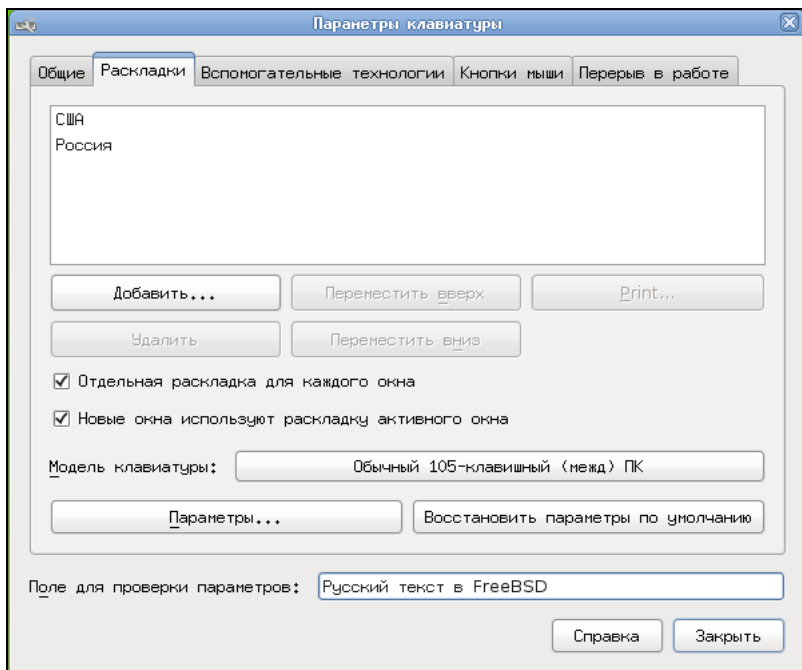 Параметры клавиатуры
Общие Раскладки Вспомогательные технологии Кнопки мыши Перерыв в работе
США
Россия
Добавить... Переместить вверх Print...
Удалить Переместить вниз
Отдельная раскладка для каждого окна
Новые окна используют раскладку активного окна
Модель клавиатуры: Обычный 105-клавишный (межд) ПК
Параметры... Восстановить параметры по умолчанию
Поле для проверки параметров: Русский текст в FreeBSD
Справка Закрыть